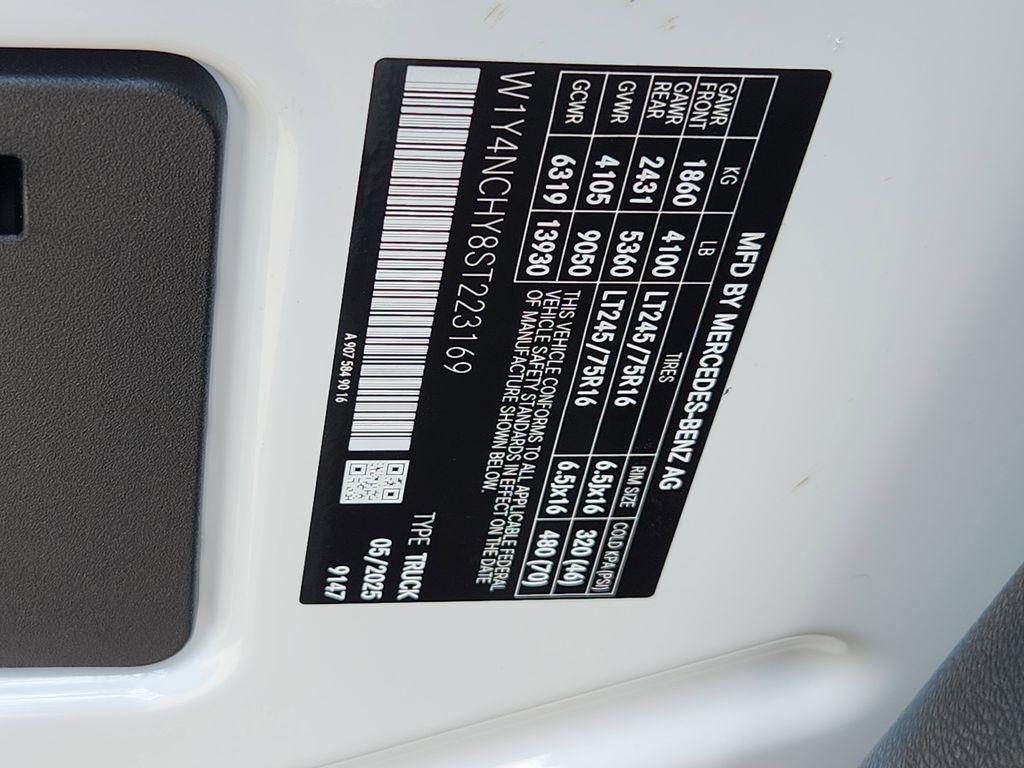 MFD BY MERCEDES-BENZ AG
KG LB TIRES RIM SIZE COLD KPA (PSI)
GAWR FRONT 1860 4100 LT245/75R16 6.5Jx16 320 (46)
GAWR REAR 2431 5360 LT245/75R16 6.5Jx16 480 (70)
GVWR 4105 9050
GCWR 6319 13930
THIS VEHICLE CONFORMS TO ALL APPLICABLE FEDERAL
VEHICLE SAFETY STANDARDS IN EFFECT ON THE DATE
OF MANUFACTURE SHOWN BELOW.
W1Y4NCHY8ST223169
TYPE TRUCK
05/2025
9147
A 907 584 90 16